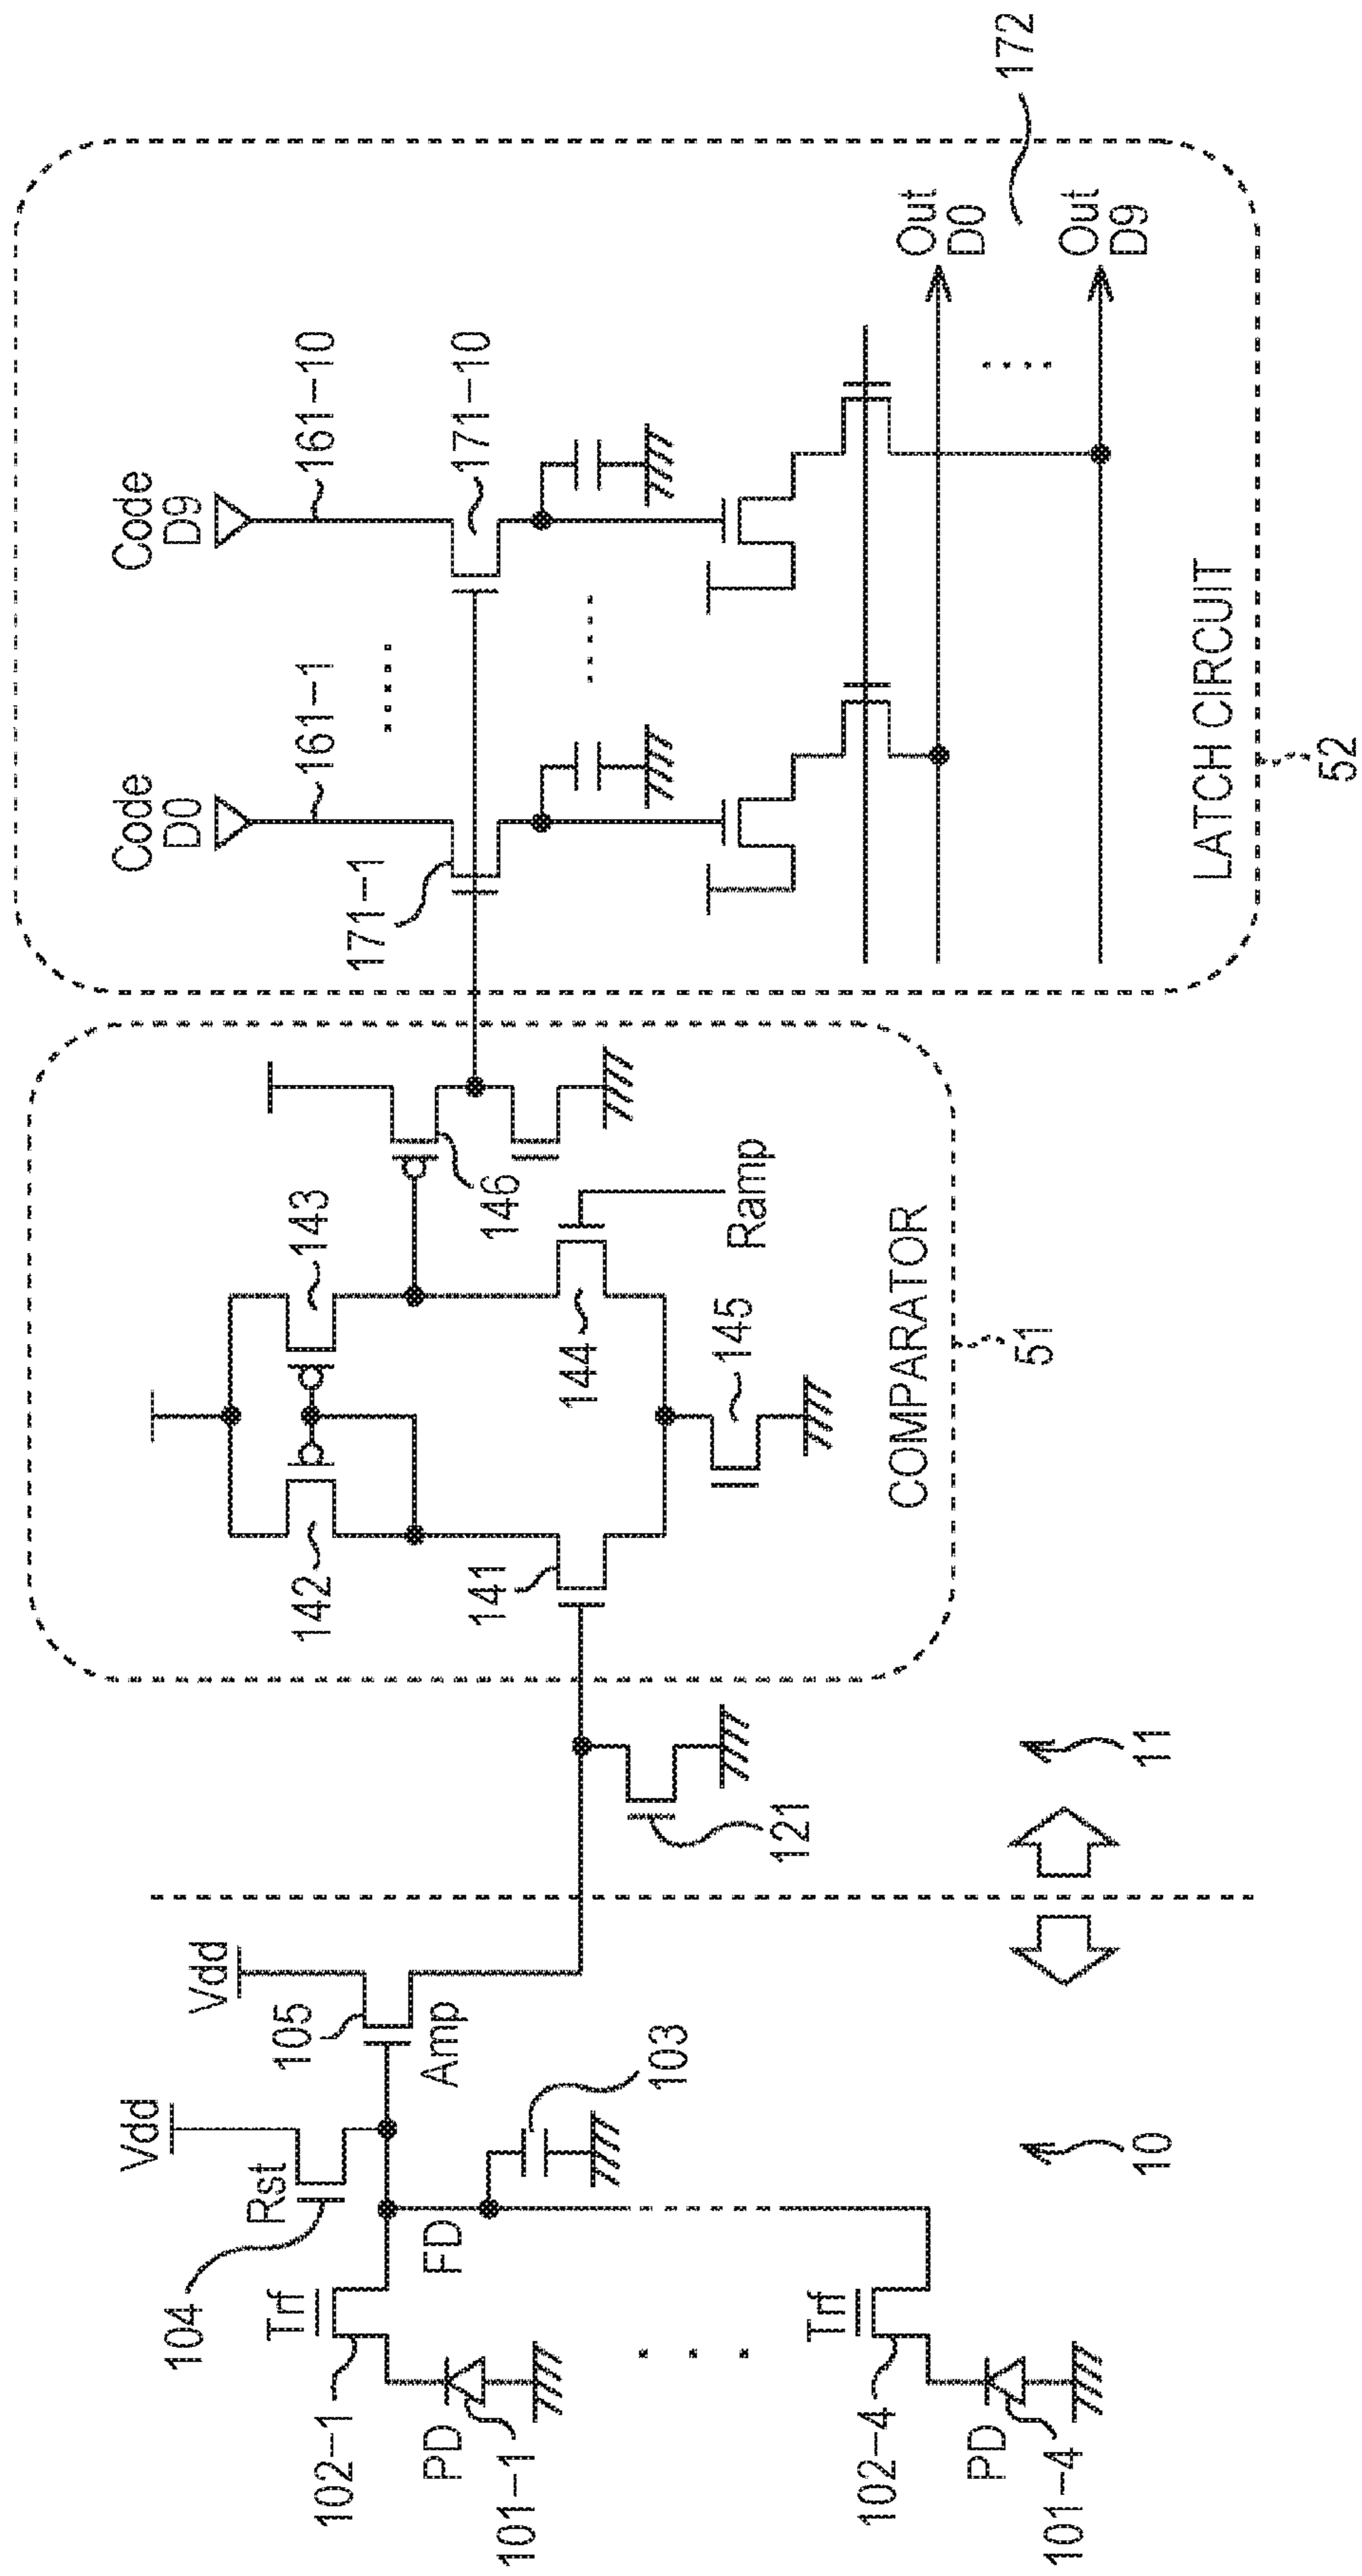 Vdd
Vdd
104
Rst
105
Amp
Trf
102-1
FD
103
PD
101-1
Trf
102-4
PD
101-4
10
11
121
142
143
141
144
146
145
Ramp
COMPARATOR
51
Code
D0
Code
D9
161-1
161-10
171-1
171-10
Out
D0
Out
D9
172
LATCH CIRCUIT
52